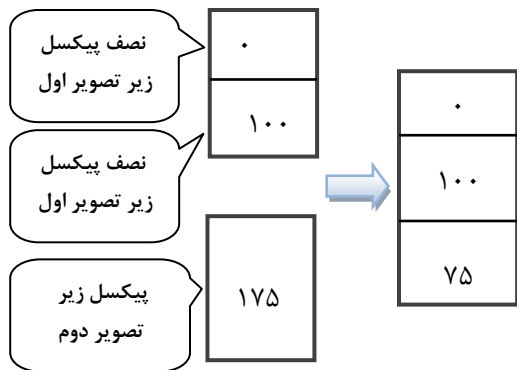 نصف پیکسل
زیر تصویر اول
۰
نصف پیکسل
زیر تصویر اول
۱۰۰
پیکسل زیر
تصویر دوم
۱۷۵
۰
۱۰۰
۷۵